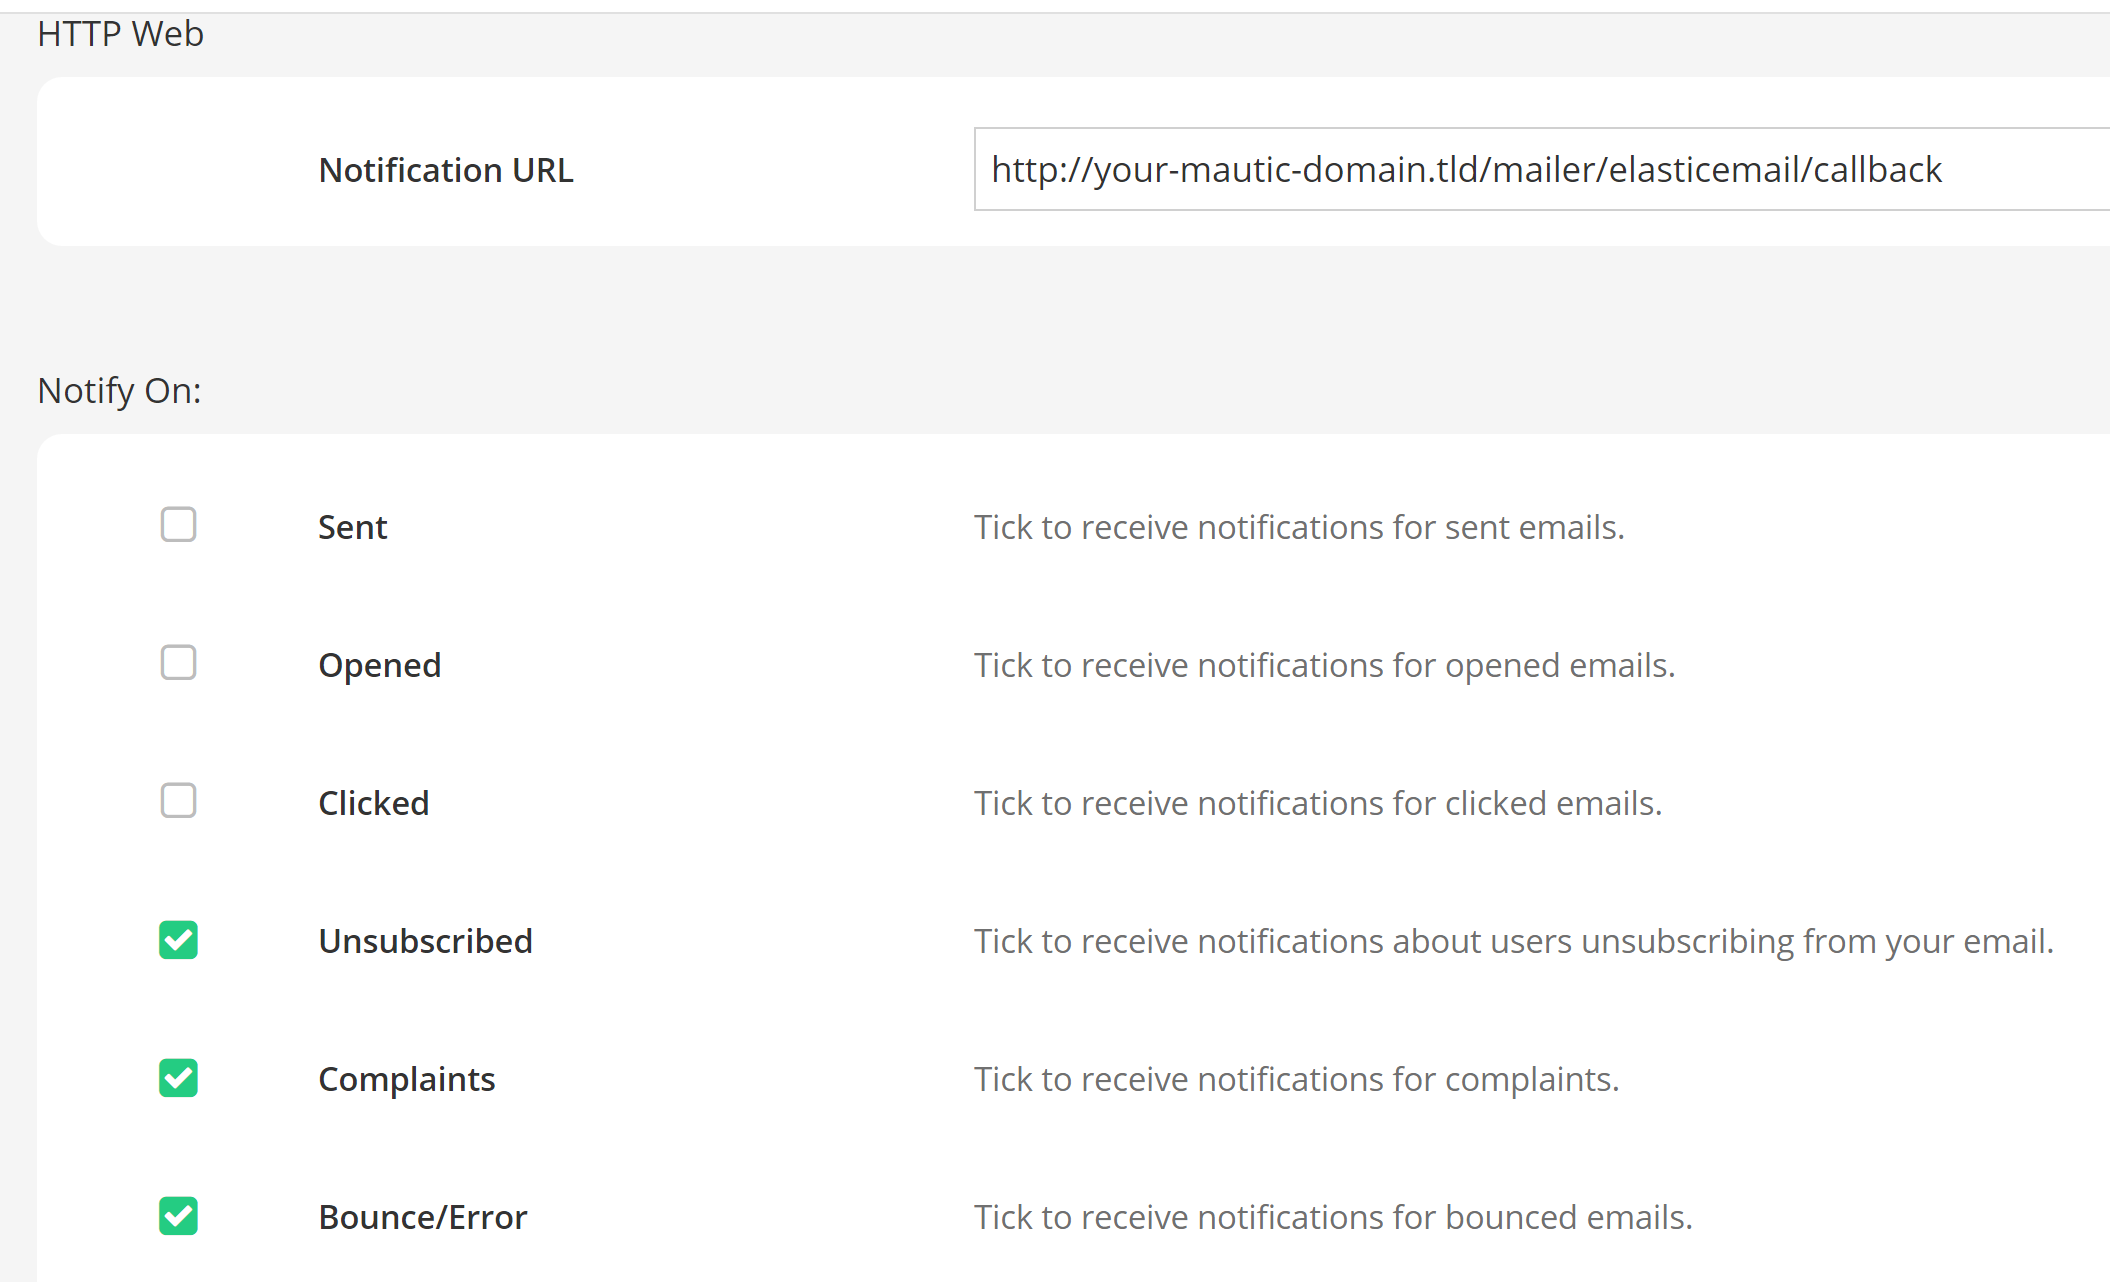 HTTP Web
Notification URL http://your-mautic-domain.tld/mailer/elasticemail/callback
Notify On:
Sent Tick to receive notifications for sent emails.
Opened Tick to receive notifications for opened emails.
Clicked Tick to receive notifications for clicked emails.
Unsubscribed Tick to receive notifications about users unsubscribing from your email.
Complaints Tick to receive notifications for complaints.
Bounce/Error Tick to receive notifications for bounced emails.